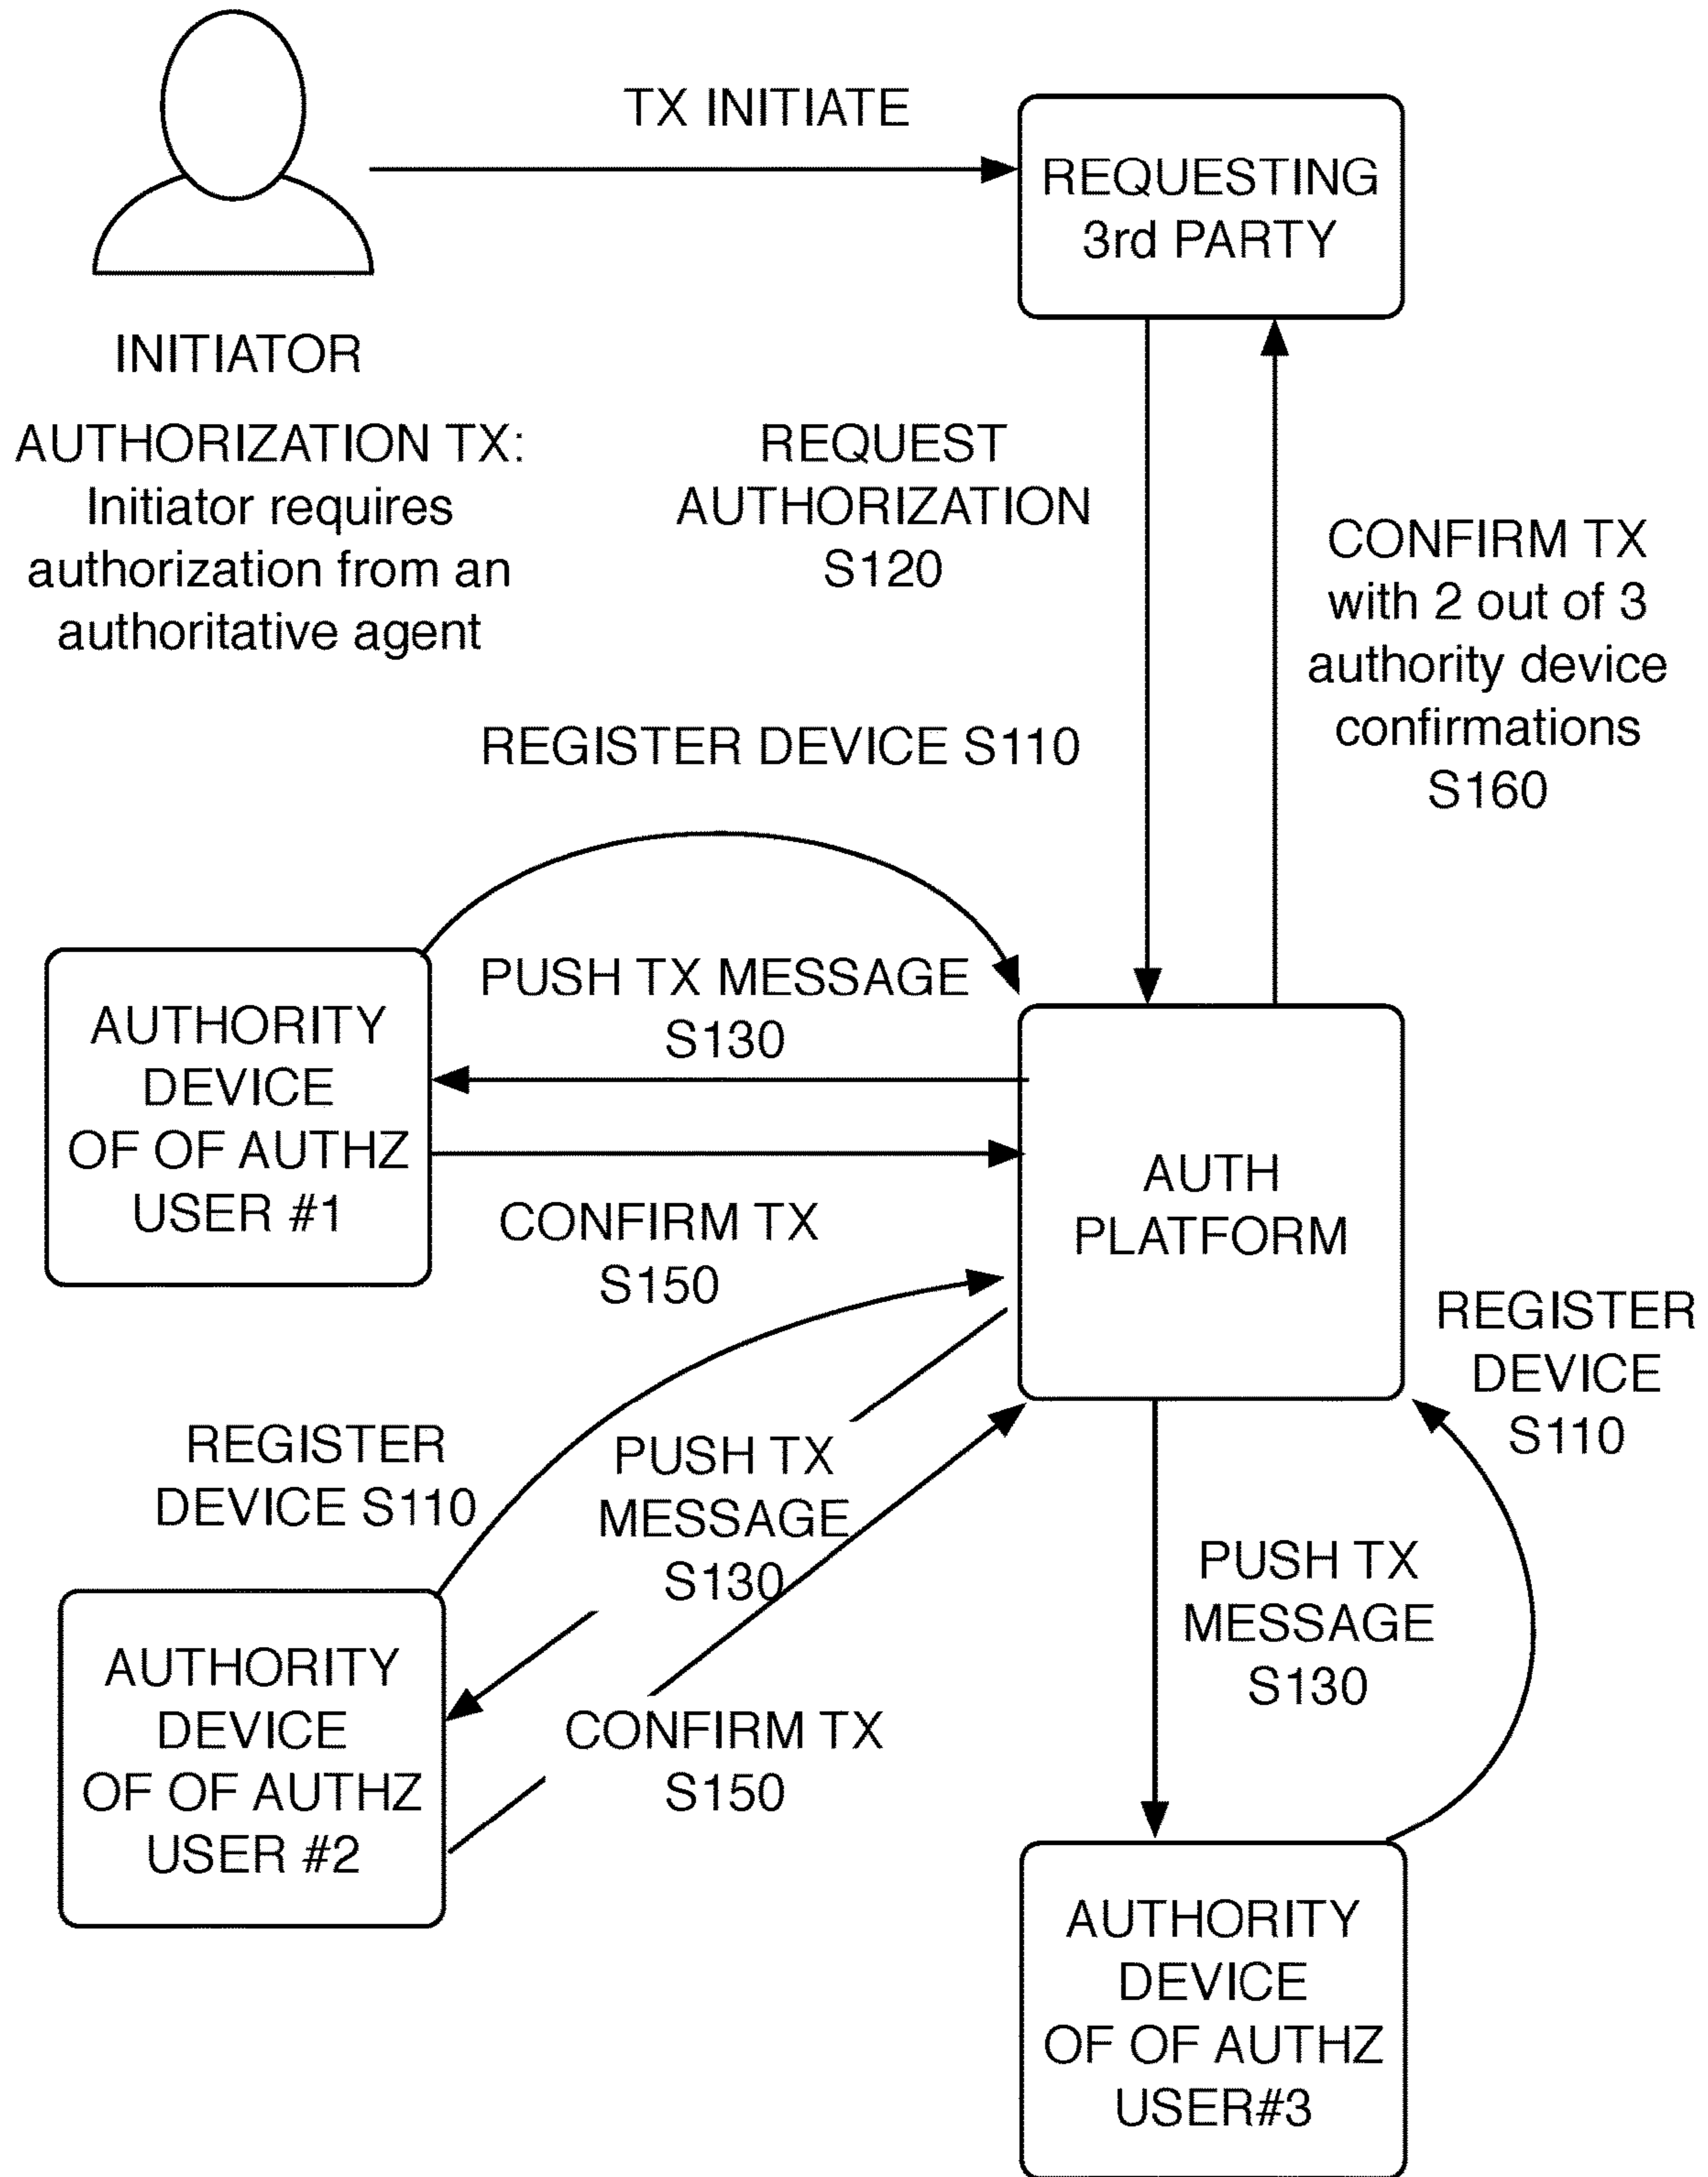 TX INITIATE
REQUESTING
3rd PARTY
INITIATOR
AUTHORIZATION TX:
Initiator requires
authorization from an
authoritative agent
REQUEST
AUTHORIZATION
S120
CONFIRM TX
with 2 out of 3
authority device
confirmations
S160
REGISTER DEVICE S110
PUSH TX MESSAGE
S130
AUTHORITY
DEVICE
OF OF AUTHZ
USER #1
CONFIRM TX
S150
AUTH
PLATFORM
REGISTER
DEVICE
S110
REGISTER
DEVICE S110
PUSH TX
MESSAGE
S130
AUTHORITY
DEVICE
OF OF AUTHZ
USER #2
CONFIRM TX
S150
PUSH TX
MESSAGE
S130
AUTHORITY
DEVICE
OF OF AUTHZ
USER#3